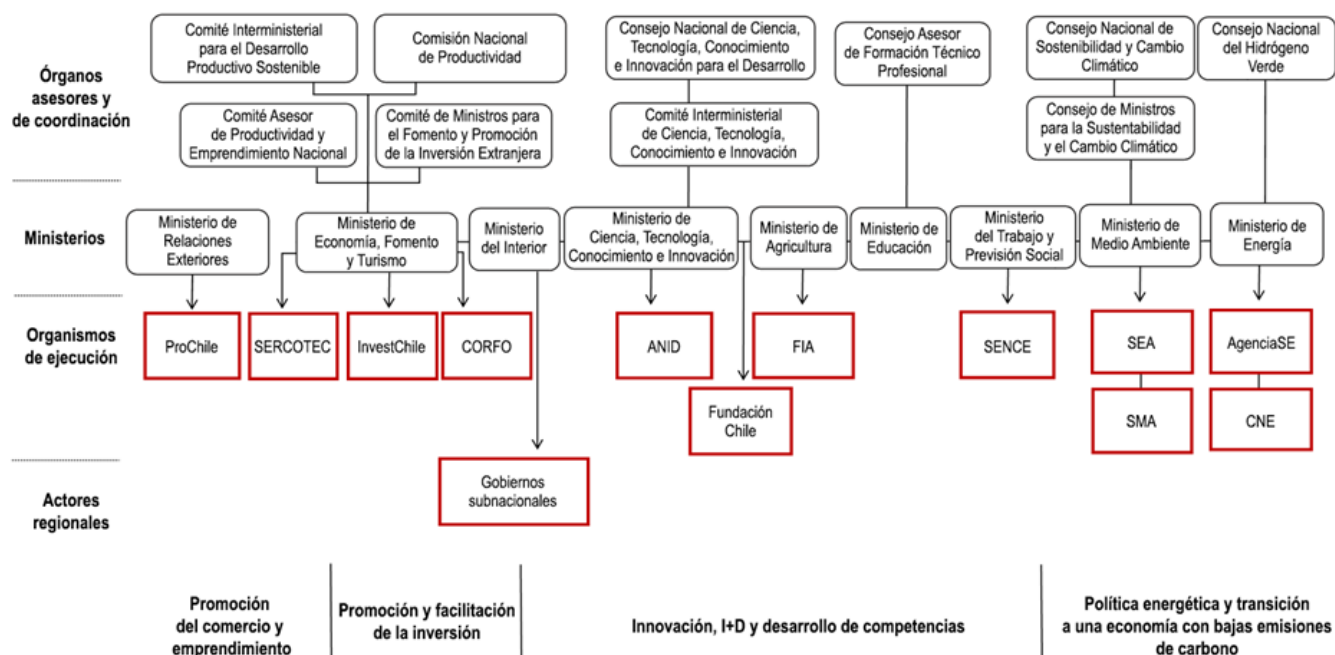 Órganos
asesores y
de coordinación
Comité Interministerial
para el Desarrollo
Productivo Sostenible
Comisión Nacional
de Productividad
Consejo Nacional de Ciencia,
Tecnología, Conocimiento
e Innovación para el Desarrollo
Consejo Asesor
de Formación Técnico
Profesional
Consejo Nacional de
Sostenibilidad y Cambio
Climático
Consejo Nacional
del Hidrógeno
Verde
Comité Asesor
de Productividad y
Emprendimiento Nacional
Comité de Ministros para
el Fomento y Promoción
de la Inversión Extranjera
Comité Interministerial
de Ciencia, Tecnología,
Conocimiento e Innovación
Consejo de Ministros
para la Sustentabilidad
y el Cambio Climático
Ministerios
Ministerio de
Relaciones
Exteriores
Ministerio de
Economía, Fomento
y Turismo
Ministerio
del Interior
Ministerio de
Ciencia, Tecnología,
Conocimiento e Innovación
Ministerio de
Agricultura
Ministerio de
Educación
Ministerio
del Trabajo y
Previsión Social
Ministerio de
Medio Ambiente
Ministerio de
Energía
Organismos
de ejecución
ProChile
SERCOTEC
InvestChile
CORFO
ANID
FIA
SENCE
SEA
AgenciaSE
Fundación
Chile
SMA
CNE
Actores
regionales
Gobiernos
subnacionales
Promoción
del comercio y
emprendimiento
Promoción y facilitación
de la inversión
Innovación, I+D y desarrollo de competencias
Política energética y transición
a una economía con bajas emisiones
de carbono